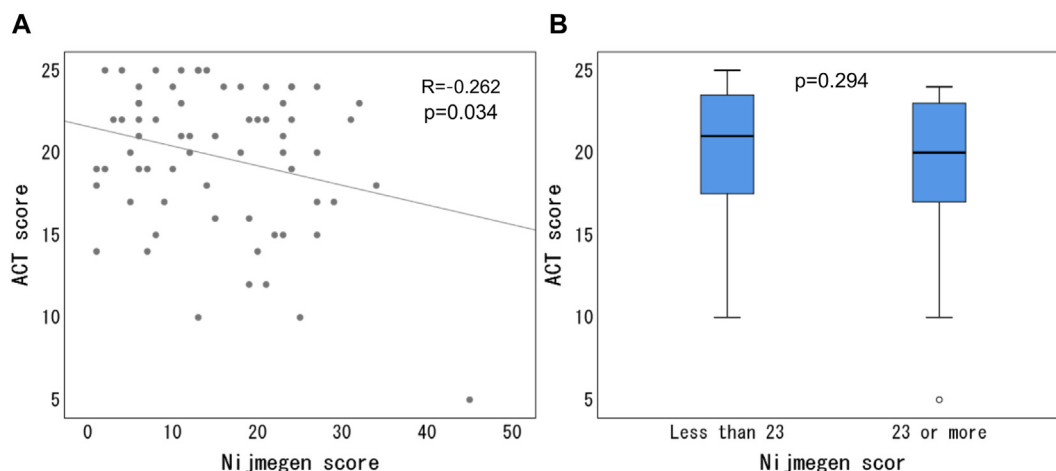 A
25
20
15
10
5
ACT score
R=-0.262
p=0.034
0 10 20 30 40 50
Nijmegen score
B
25
20
15
10
5
ACT score
p=0.294
Less than 23 23 or more
Nijmegen scor